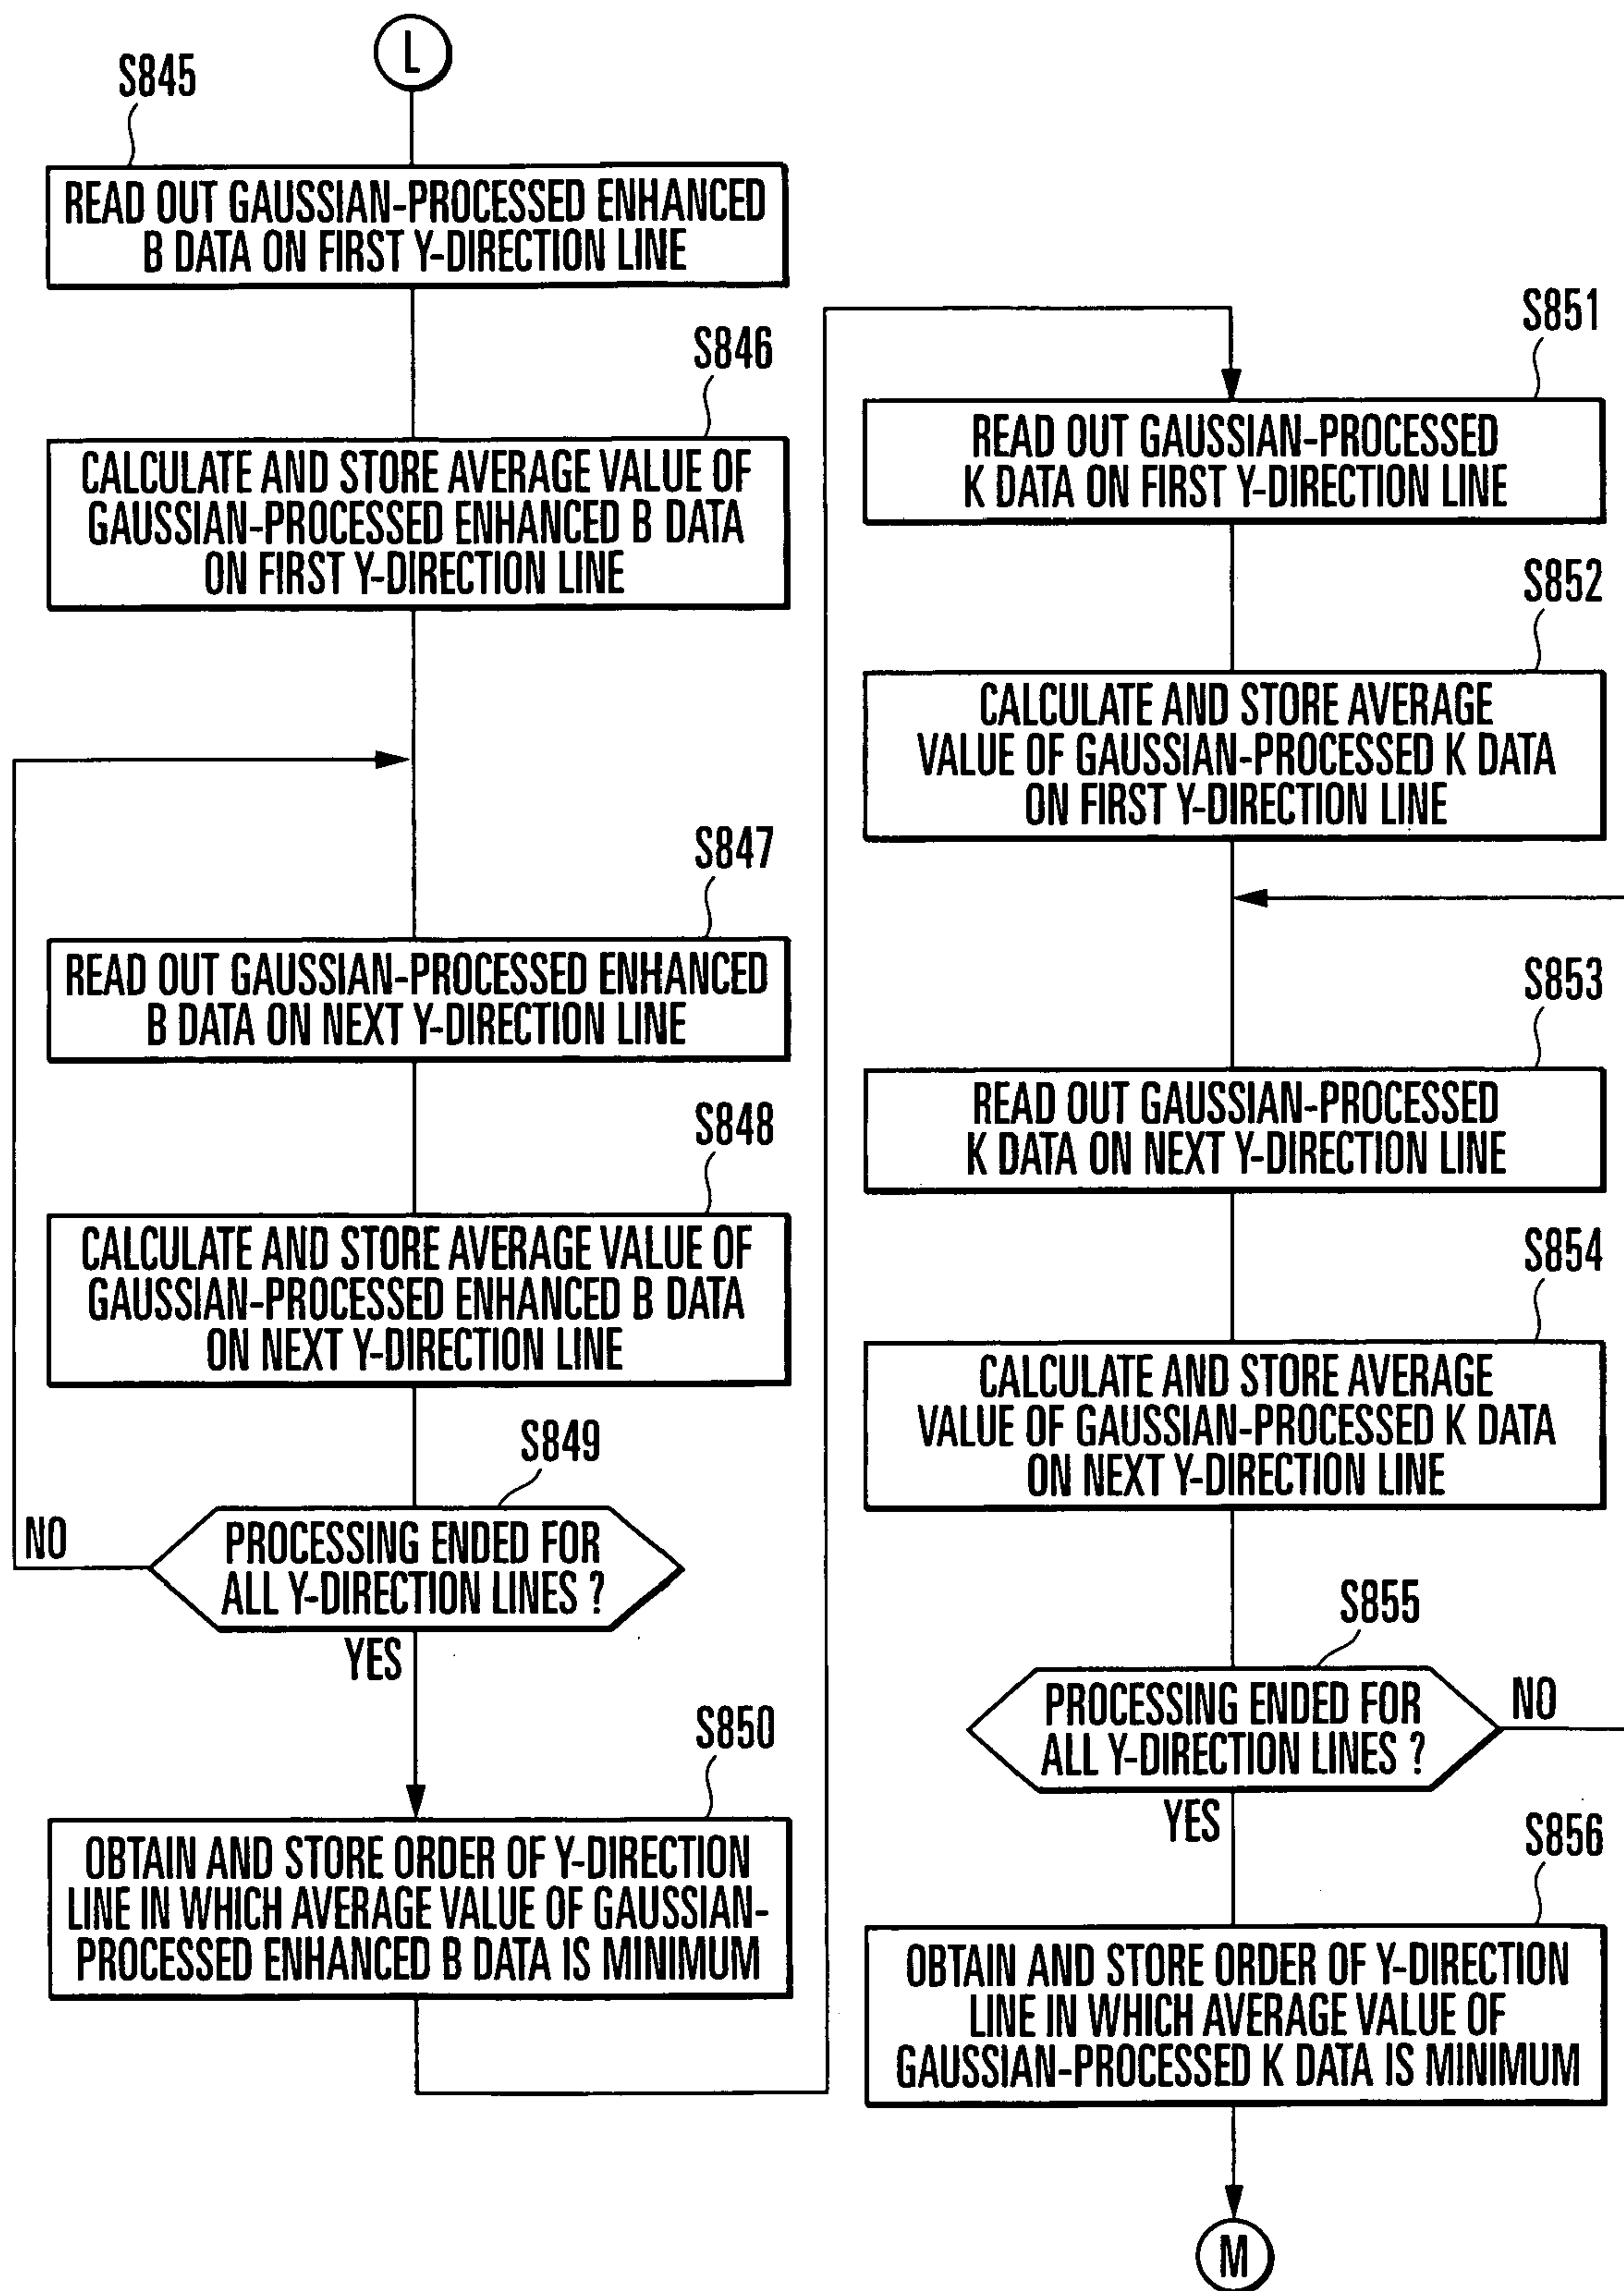 L
S845
READ OUT GAUSSIAN-PROCESSED ENHANCED
B DATA ON FIRST Y-DIRECTION LINE
S846
CALCULATE AND STORE AVERAGE VALUE OF
GAUSSIAN-PROCESSED ENHANCED B DATA
ON FIRST Y-DIRECTION LINE
S847
READ OUT GAUSSIAN-PROCESSED ENHANCED
B DATA ON NEXT Y-DIRECTION LINE
S848
CALCULATE AND STORE AVERAGE VALUE OF
GAUSSIAN-PROCESSED ENHANCED B DATA
ON NEXT Y-DIRECTION LINE
S849
NO
PROCESSING ENDED FOR
ALL Y-DIRECTION LINES ?
YES
S850
OBTAIN AND STORE ORDER OF Y-DIRECTION
LINE IN WHICH AVERAGE VALUE OF GAUSSIAN-
PROCESSED ENHANCED B DATA IS MINIMUM
S851
READ OUT GAUSSIAN-PROCESSED
K DATA ON FIRST Y-DIRECTION LINE
S852
CALCULATE AND STORE AVERAGE
VALUE OF GAUSSIAN-PROCESSED K DATA
ON FIRST Y-DIRECTION LINE
S853
READ OUT GAUSSIAN-PROCESSED
K DATA ON NEXT Y-DIRECTION LINE
S854
CALCULATE AND STORE AVERAGE
VALUE OF GAUSSIAN-PROCESSED K DATA
ON NEXT Y-DIRECTION LINE
S855
PROCESSING ENDED FOR
ALL Y-DIRECTION LINES ?
NO
YES
S856
OBTAIN AND STORE ORDER OF Y-DIRECTION
LINE IN WHICH AVERAGE VALUE OF
GAUSSIAN-PROCESSED K DATA IS MINIMUM
M